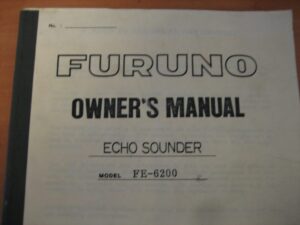 No.
FURUNO
OWNER'S MANUAL
ECHO SOUNDER
MODEL FE-6200